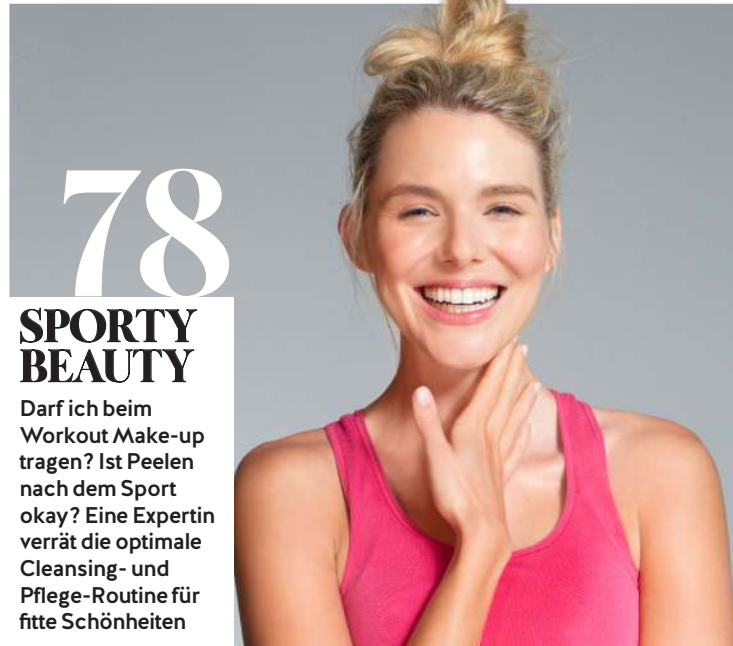 78
SPORTY
BEAUTY
Darf ich beim
Workout Make-up
tragen? Ist Peelen
nach dem Sport
okay? Eine Expertin
verrät die optimale
Cleansing- und
Pflege-Routine für
fitte Schönheiten